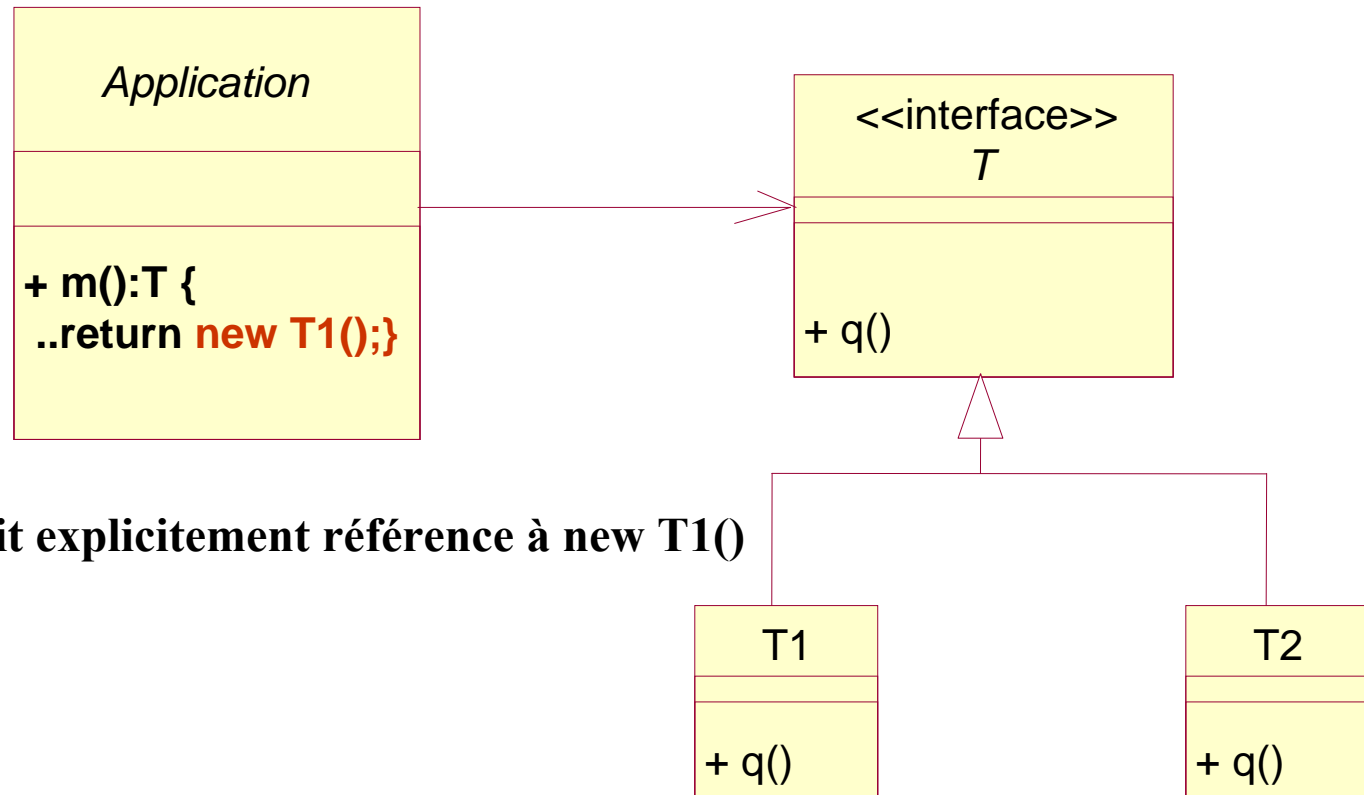 Application
+ m():T {
..return new T1();}
<<interface>>
T
+ q()
it explicitement référence à new T1()
T1
+ q()
T2
+ q()